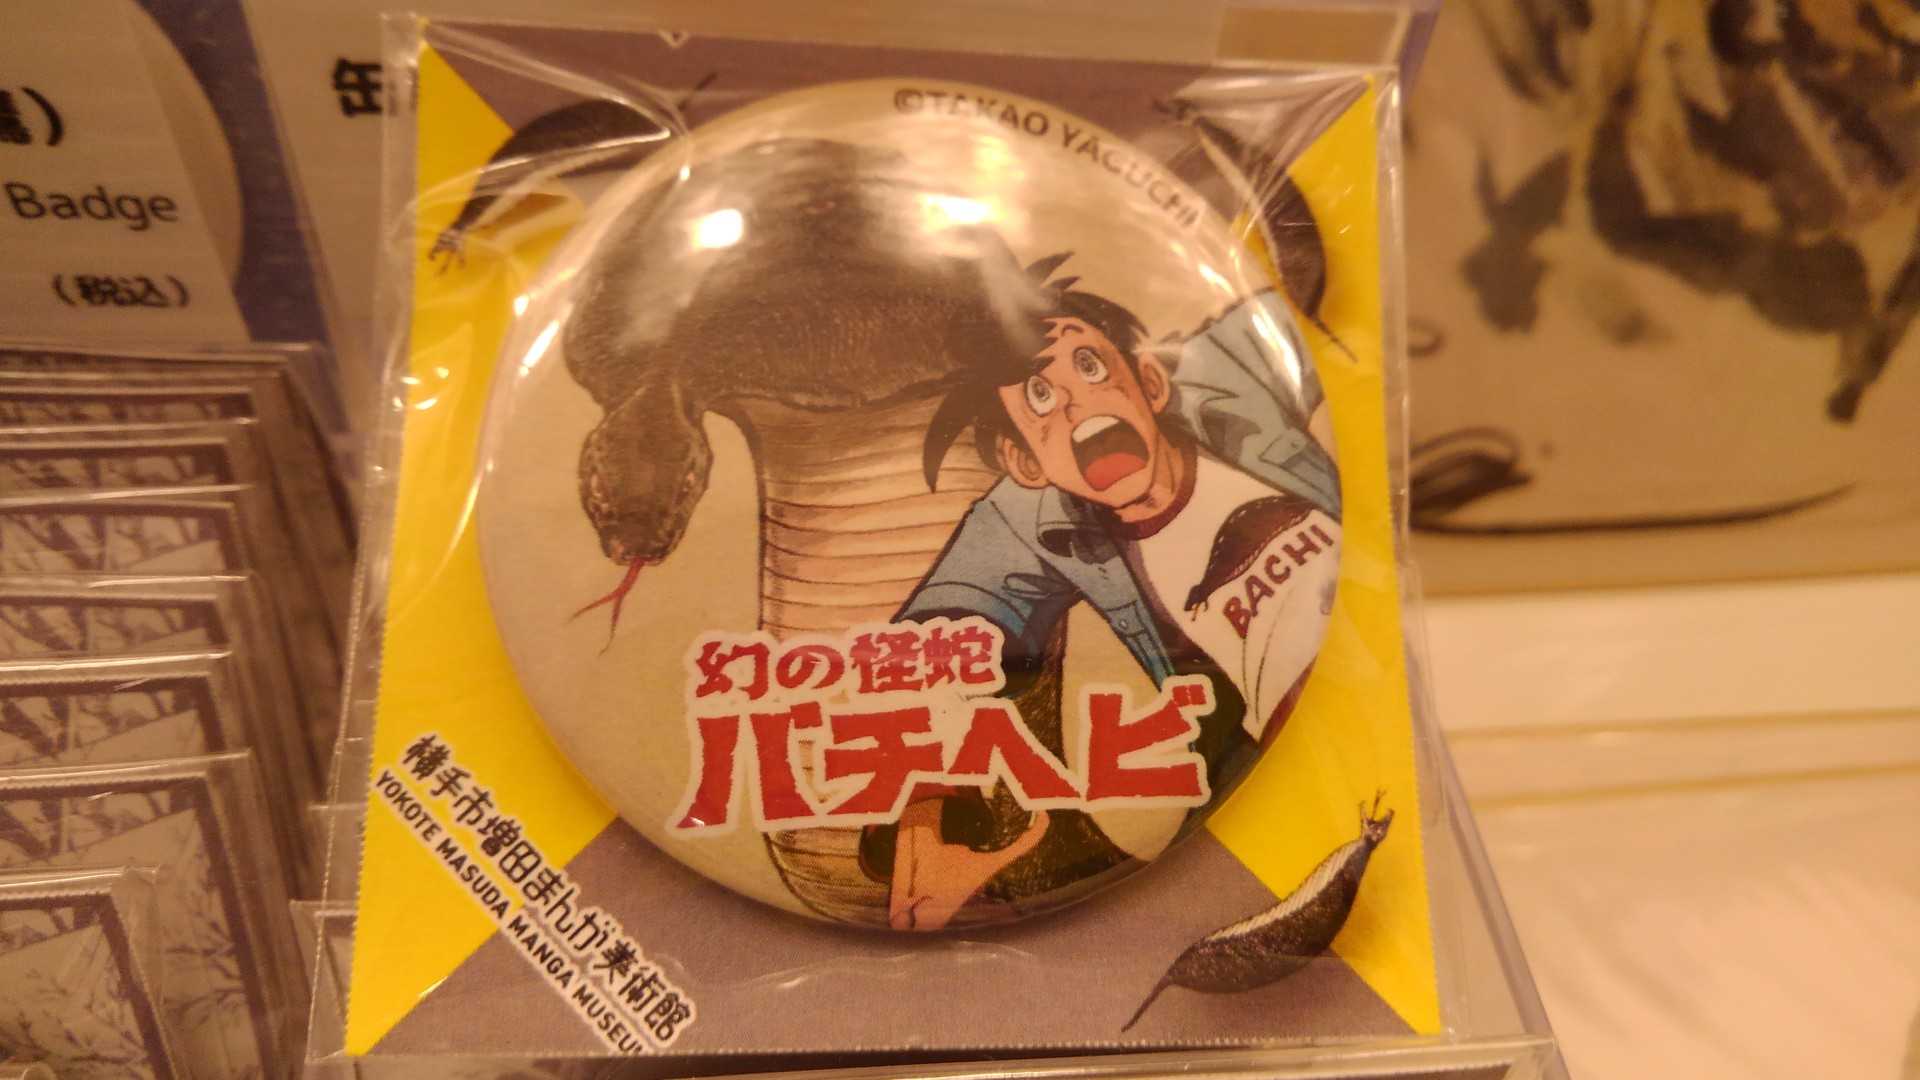 Badge
(税込)
缶
©TAKAO YAGUCHI
BACHI
幻の怪蛇
バチヘビ
横手市増田まんが美術館
YOKOTE MASUDA MANGA MUSEUM